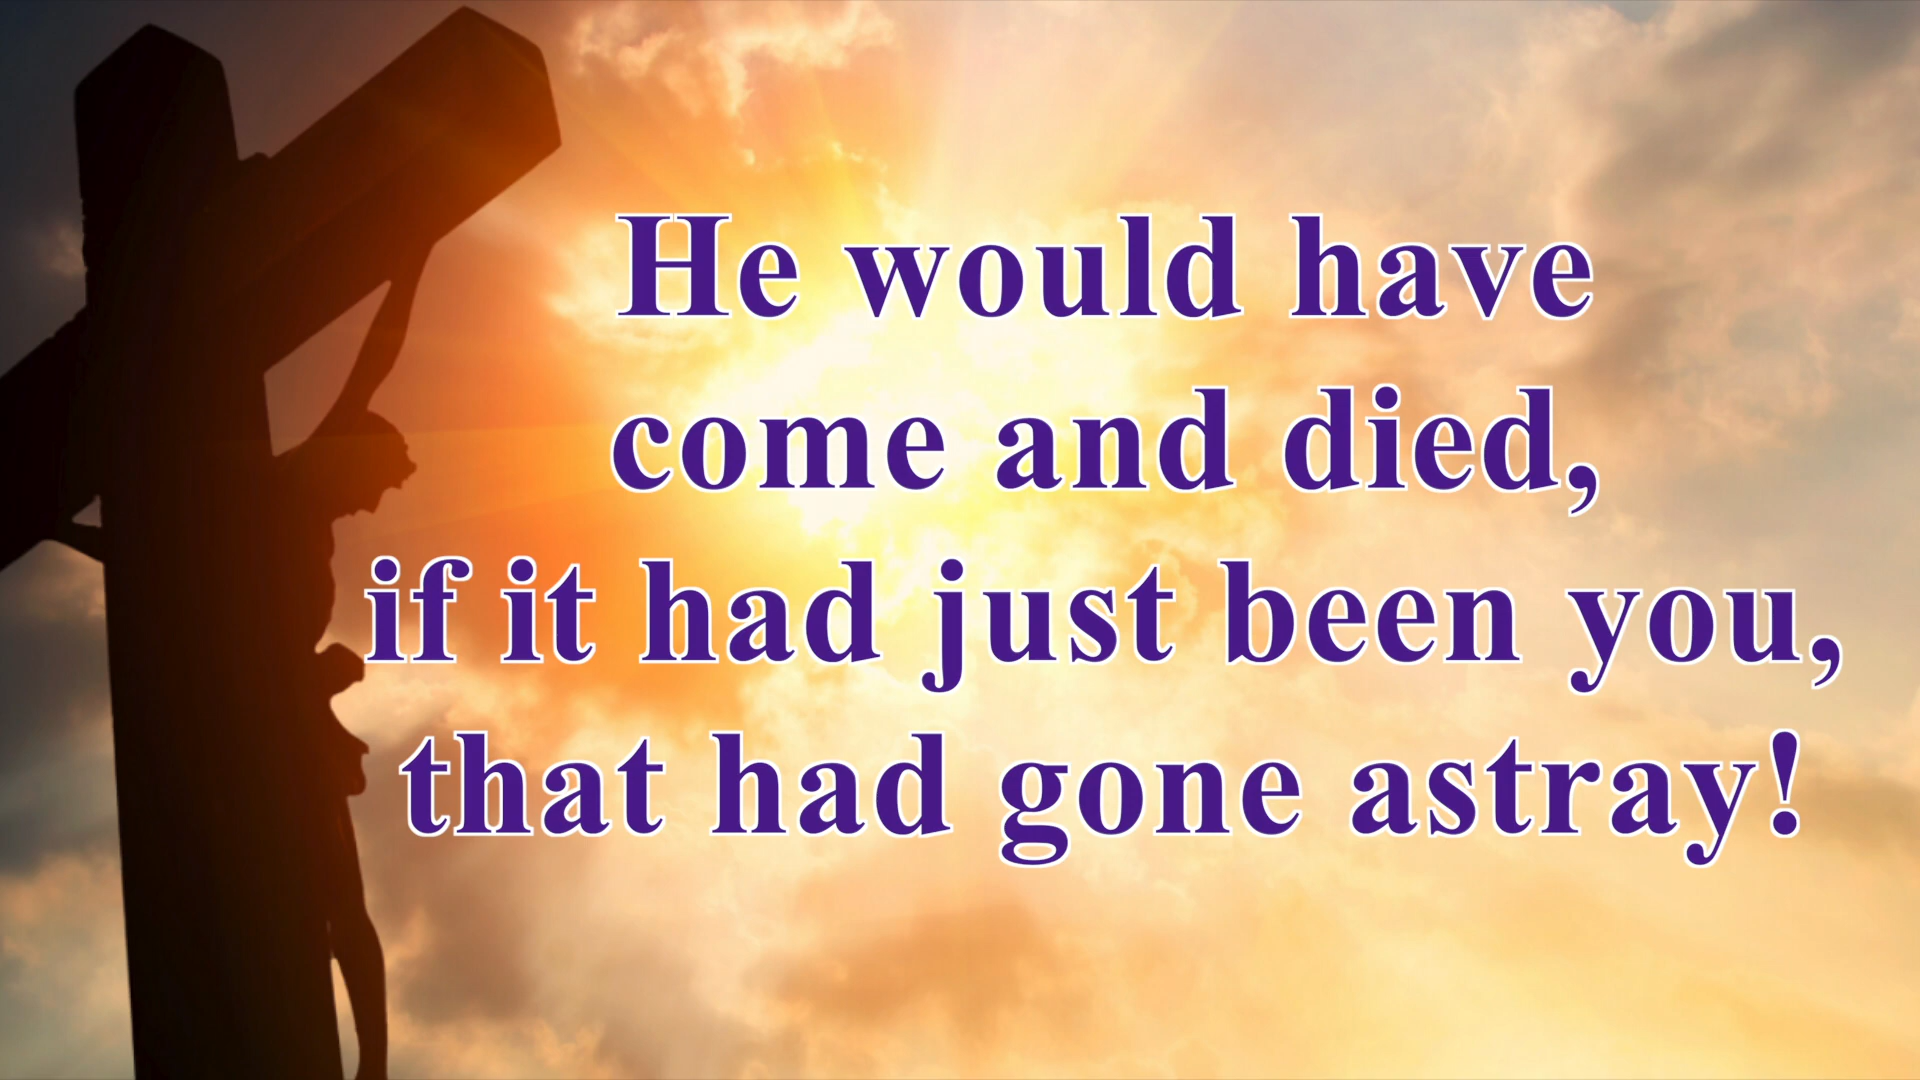 He would have
come and died,
if it had just been you,
that had gone astray!